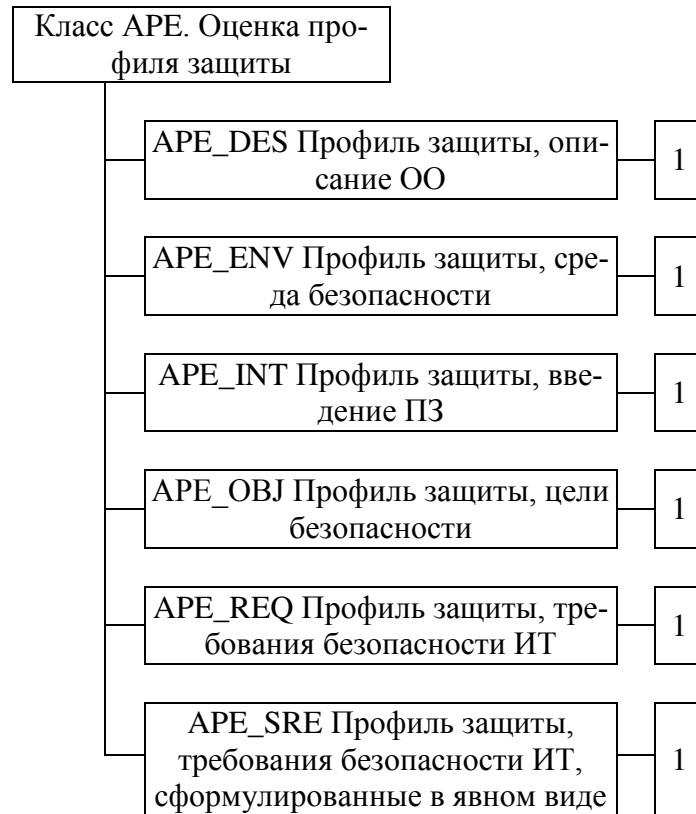 Класс APE. Оценка про-
филя защиты
APE_DES Профиль защиты, опи-
сание ОО
1
APE_ENV Профиль защиты, сре-
да безопасности
1
APE_INT Профиль защиты, вве-
дение ПЗ
1
APE_OBJ Профиль защиты, цели
безопасности
1
APE_REQ Профиль защиты, тре-
бования безопасности ИТ
1
APE_SRE Профиль защиты,
требования безопасности ИТ,
сформулированные в явном виде
1